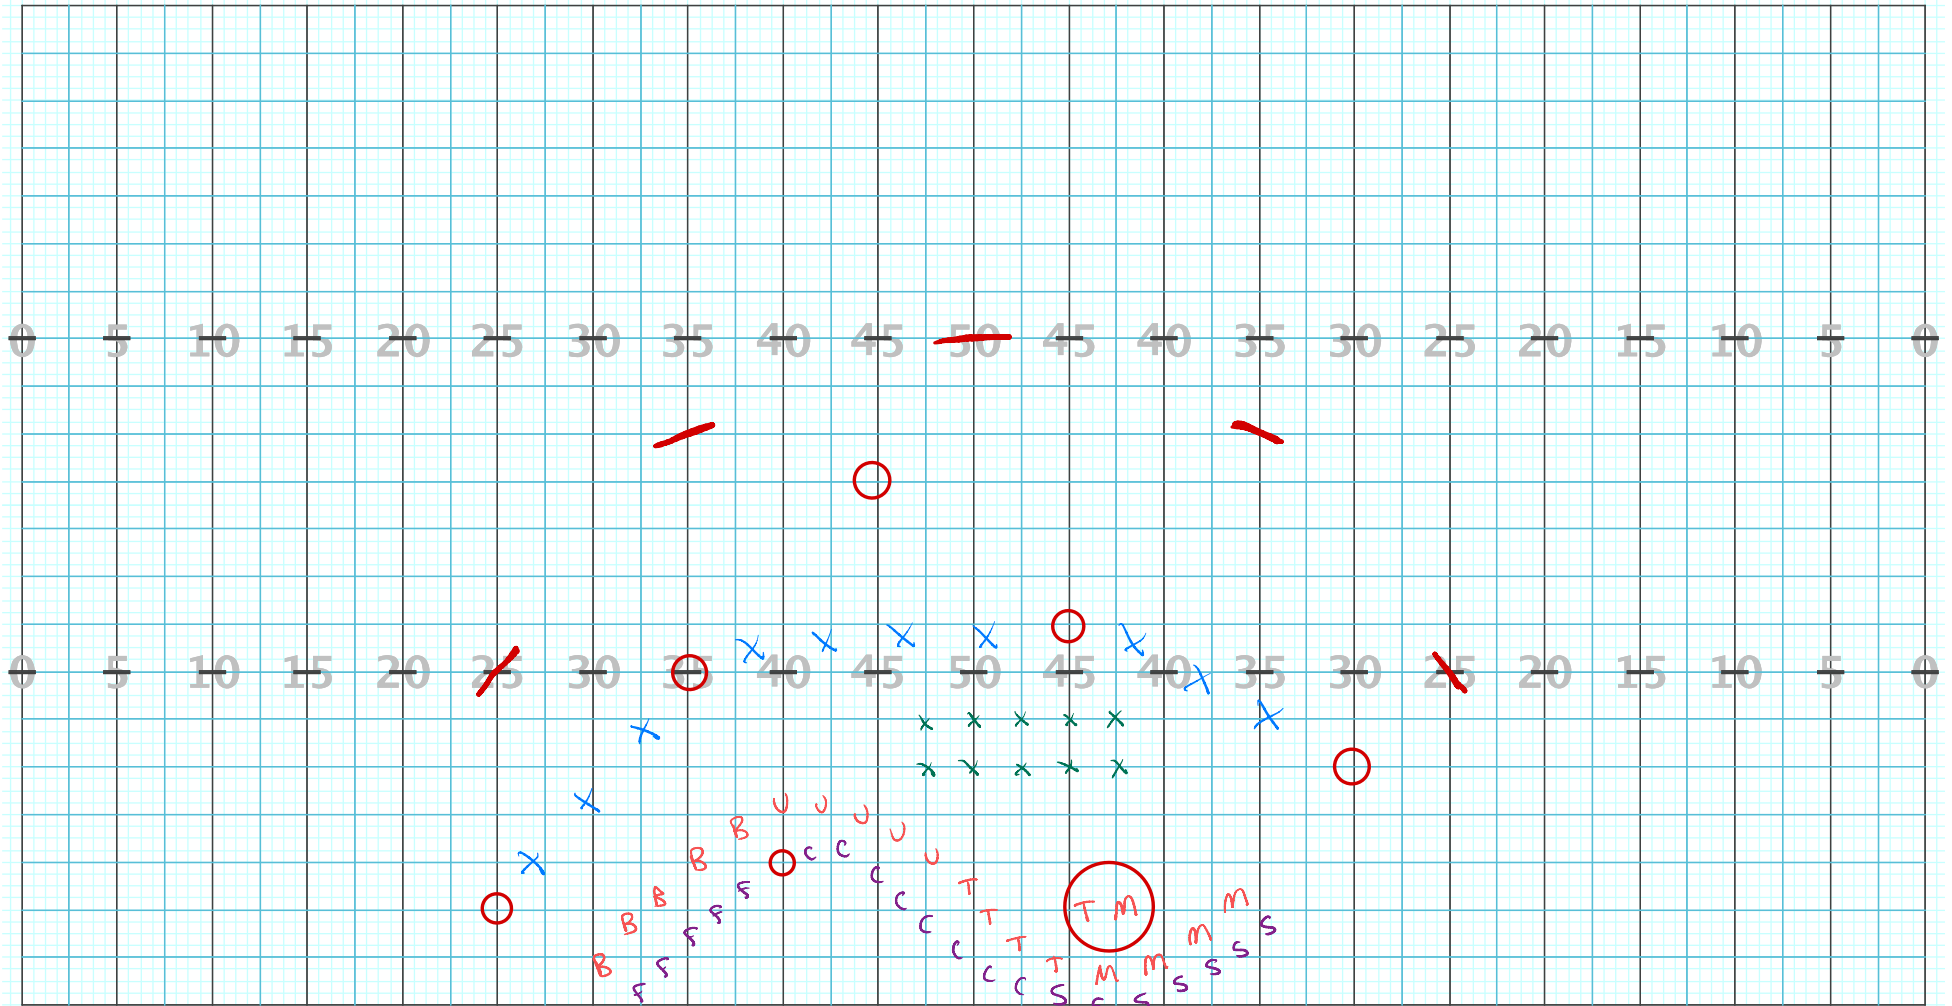 0 5 10 15 20 25 30 35 40 45 50 45 40 35 30 25 20 15 10 5 0
X X X X X X
0 5 10 15 20 25 30 35 40 45 50 45 40 35 30 25 20 15 10 5 0
X X X
x x x x x
x x x x x
X U U U U
B C C
X B U
F C T
B F C T T M M
B F C T M S
B F C T M M S
F C C S S S S